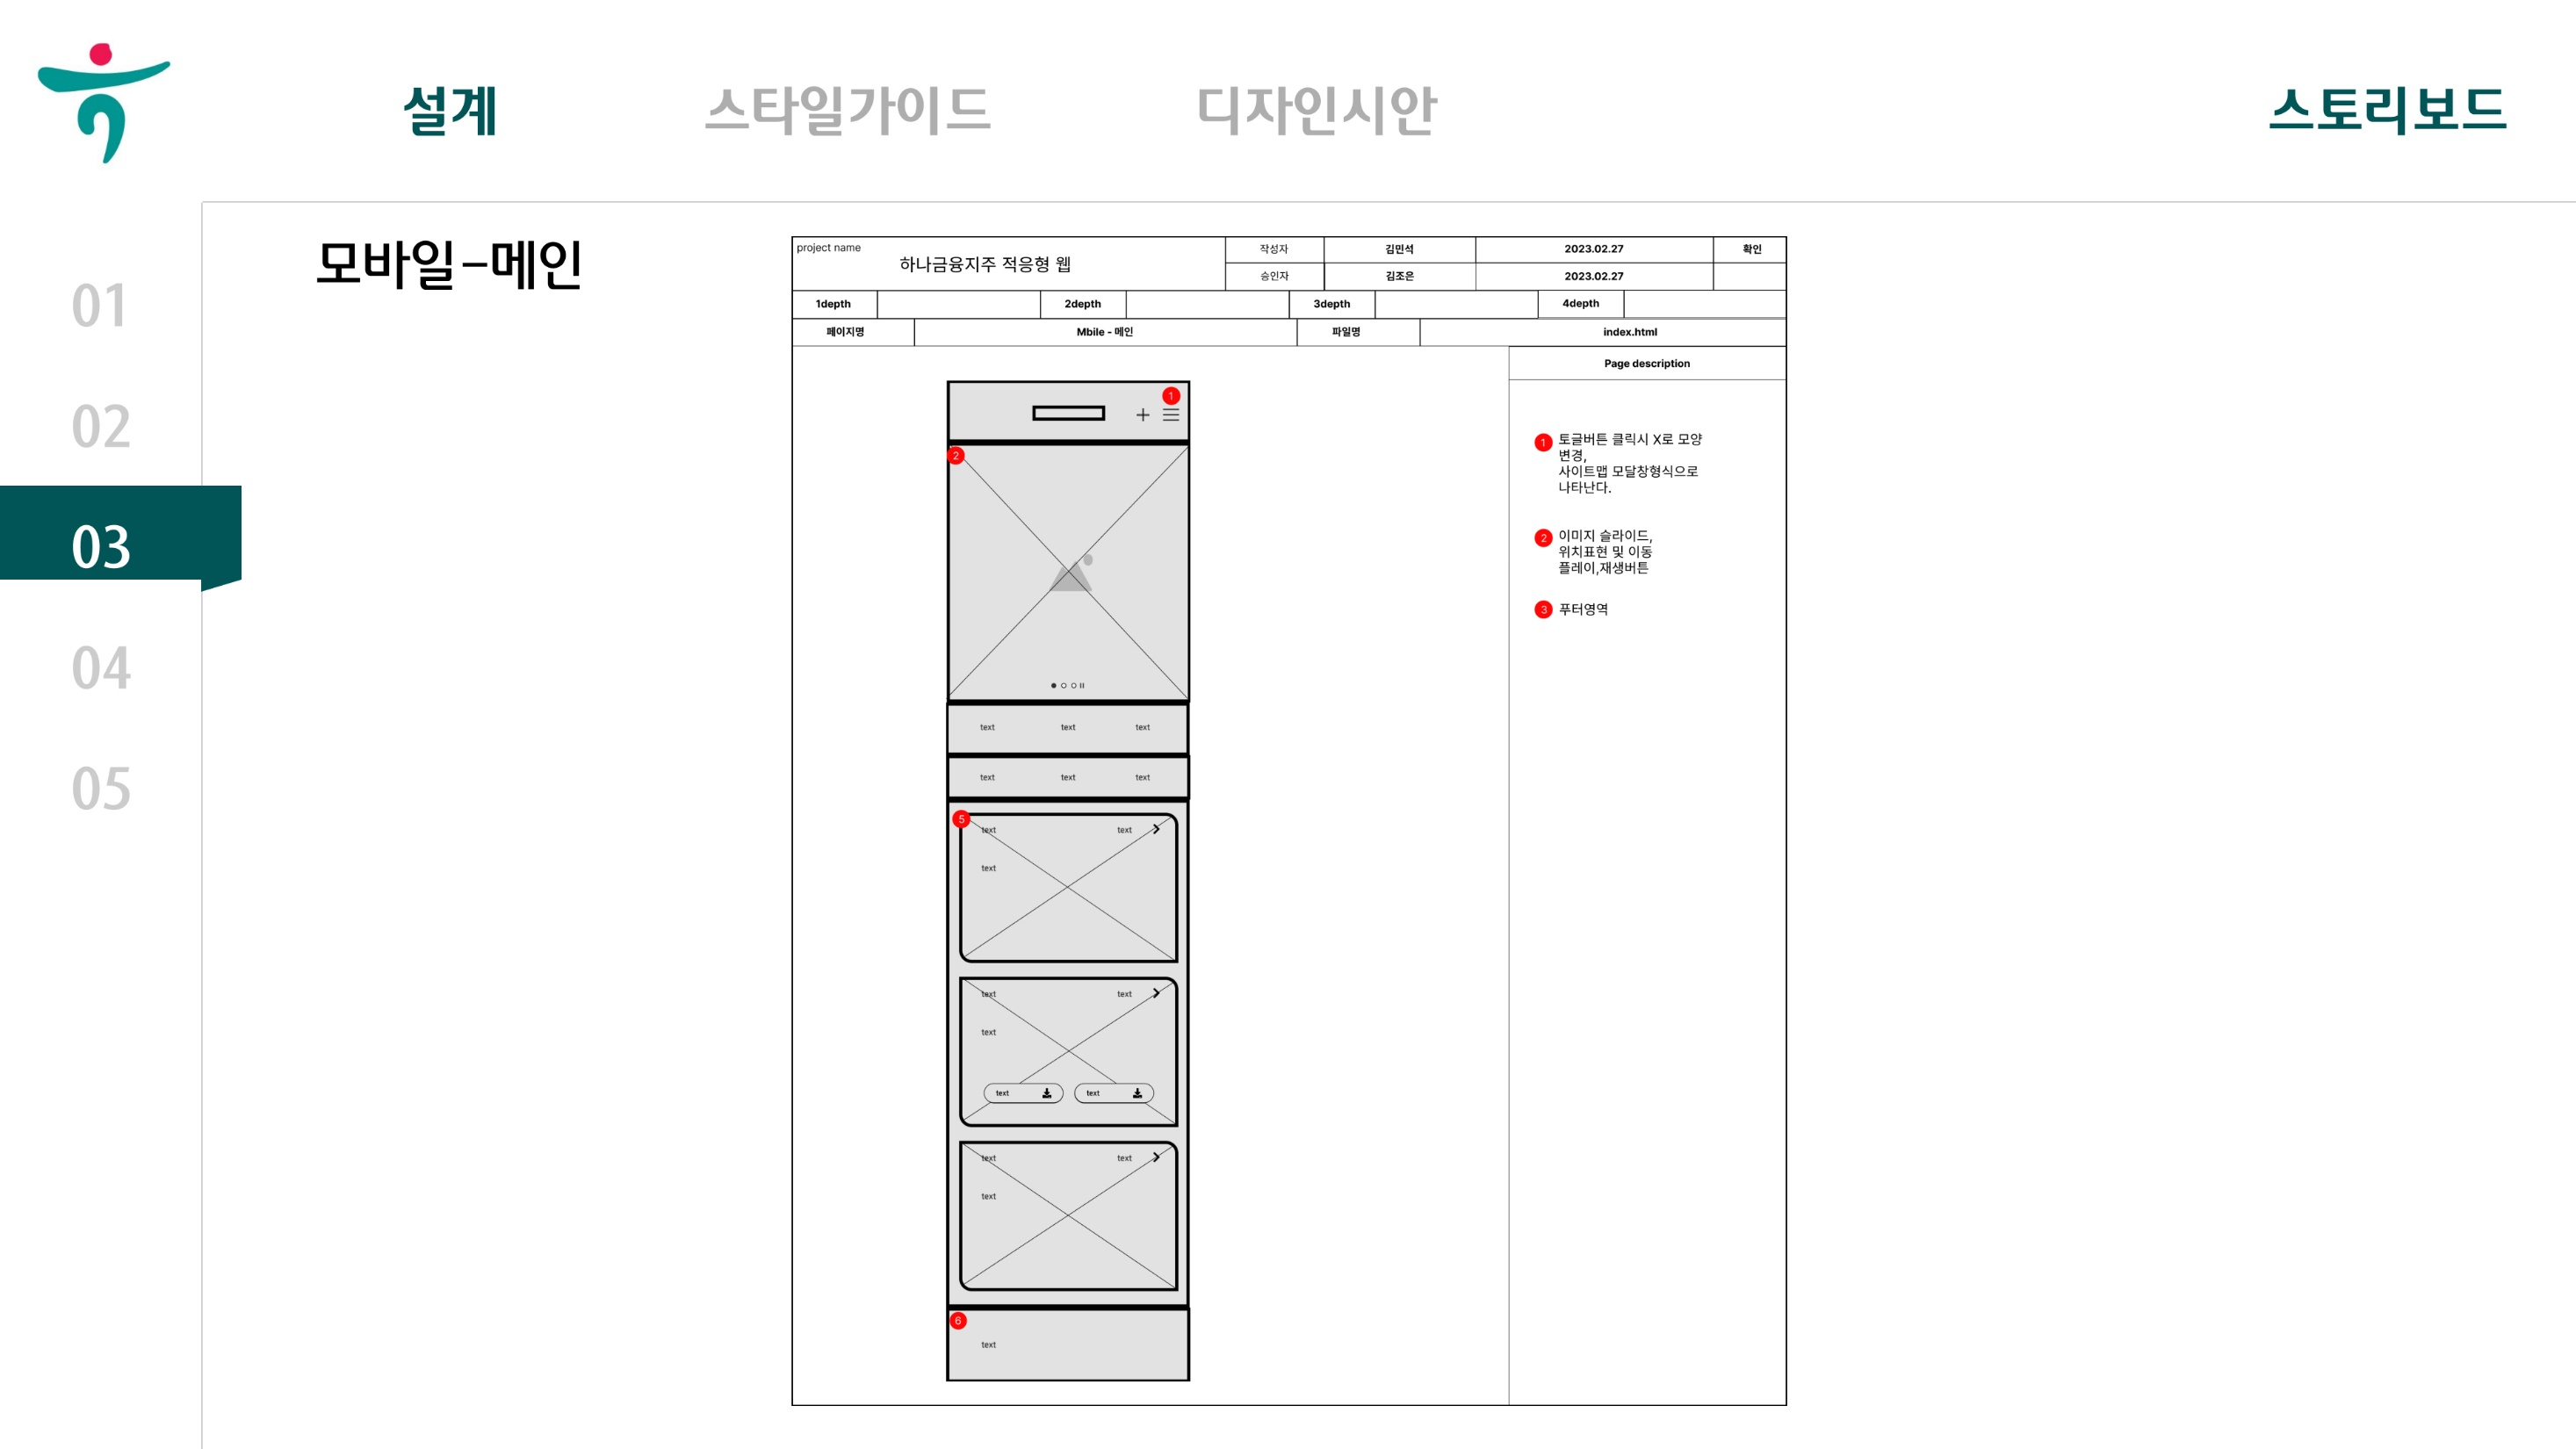 설계 스타일가이드 디자인시안 스토리보드
모바일-메인
01
02
03
04
05
project name
하나금융지주 적응형 웹
작성자 김민석 2023.02.27 확인
승인자 김조은 2023.02.27
1depth 2depth 3depth 4depth
페이지명 Mbile - 메인 파일명 index.html
Page description
1
2
text text text
text text text
5
text text
text
text text
text
text text
text text
text
6
text
1 토글버튼 클릭시 X로 모양
변경,
사이트맵 모달창형식으로
나타난다.
2 이미지 슬라이드,
위치표현 및 이동
플레이,재생버튼
3 푸터영역